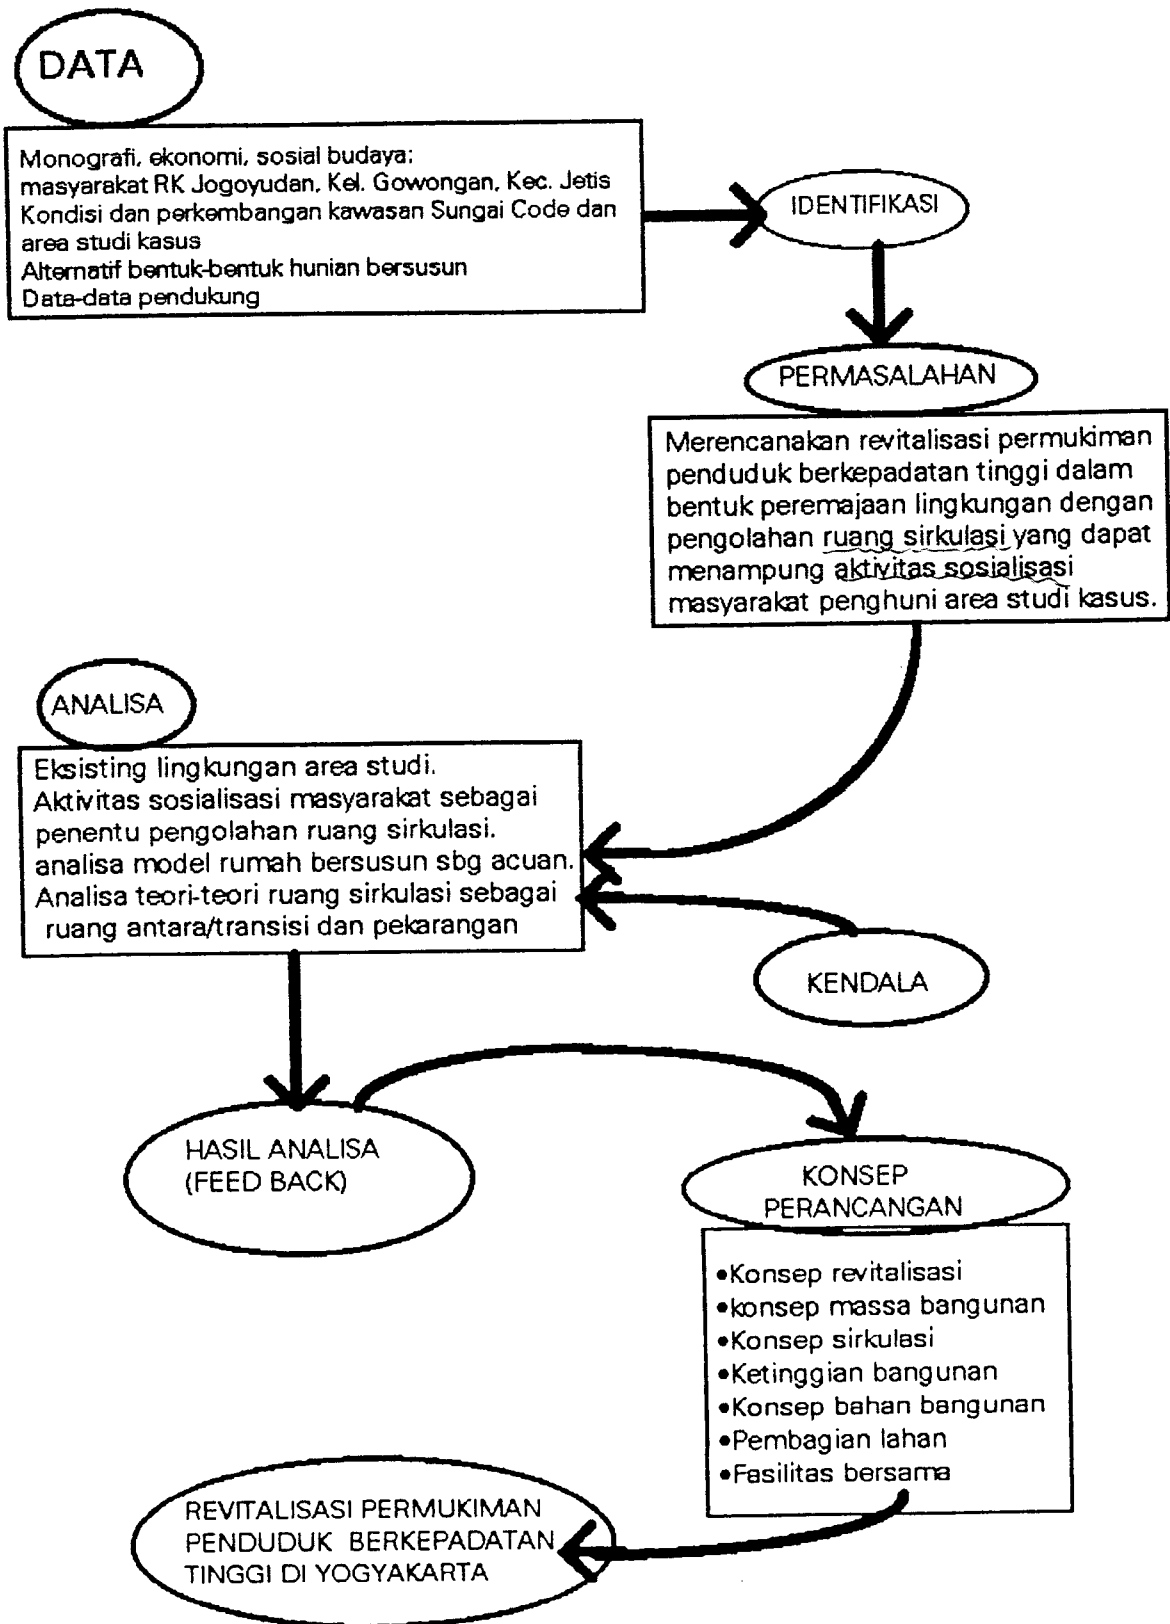 DATA
Monografi, ekonomi, sosial budaya:
masyarakat RK Jogoyudan, Kel. Gowongan, Kec. Jetis
Kondisi dan perkembangan kawasan Sungai Code dan
area studi kasus
Alternatif bentuk-bentuk hunian bersusun
Data-data pendukung
IDENTIFIKASI
PERMASALAHAN
Merencanakan revitalisasi permukiman
penduduk berkepadatan tinggi dalam
bentuk peremajaan lingkungan dengan
pengolahan ruang sirkulasi yang dapat
menampung aktivitas sosialisasi
masyarakat penghuni area studi kasus.
ANALISA
Eksisting lingkungan area studi.
Aktivitas sosialisasi masyarakat sebagai
penentu pengolahan ruang sirkulasi.
analisa model rumah bersusun sbg acuan.
Analisa teori-teori ruang sirkulasi sebagai
ruang antara/transisi dan pekarangan
KENDALA
HASIL ANALISA
(FEED BACK)
KONSEP
PERANCANGAN
•Konsep revitalisasi
•konsep massa bangunan
•Konsep sirkulasi
•Ketinggian bangunan
•Konsep bahan bangunan
•Pembagian lahan
•Fasilitas bersama
REVITALISASI PERMUKIMAN
PENDUDUK BERKEPADATAN
TINGGI DI YOGYAKARTA